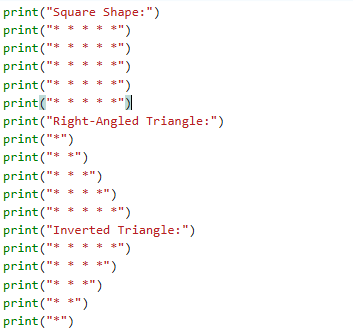 print("Square Shape:")
print("* * * * *")
print("* * * * *")
print("* * * * *")
print("* * * * *")
print("* * * * *")
print("Right-Angled Triangle:")
print("*")
print("* *")
print("* * *")
print("* * * *")
print("* * * * *")
print("Inverted Triangle:")
print("* * * * *")
print("* * * *")
print("* * *")
print("* *")
print("*")